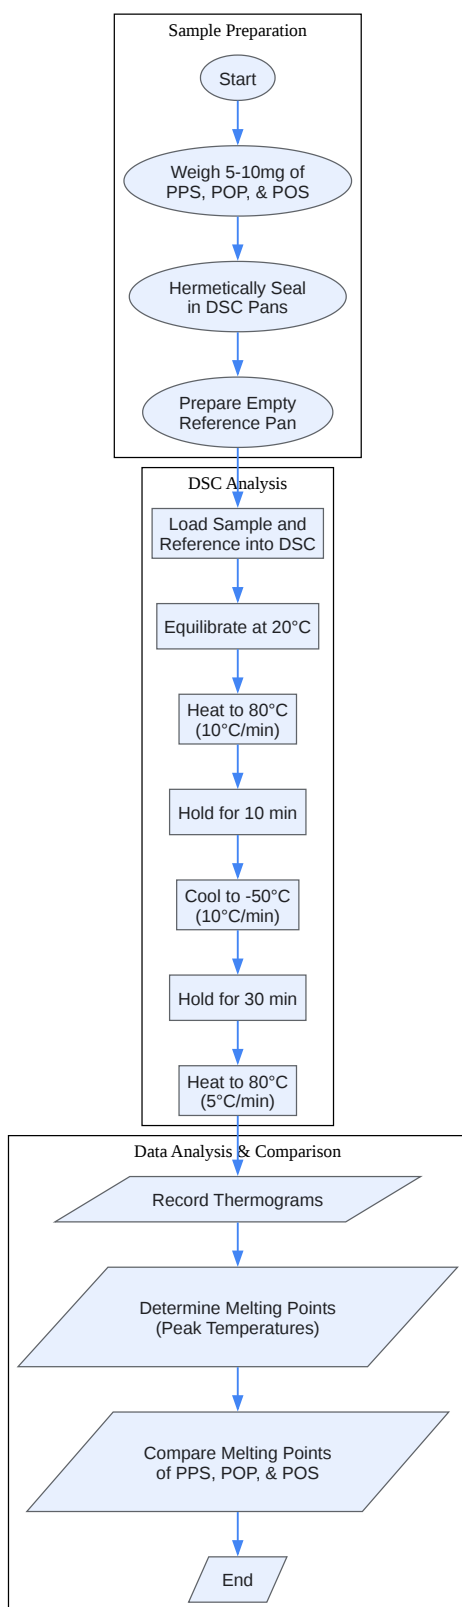 Sample Preparation
Start
Weigh 5-10mg of
PPS, POP, & POS
Hermetically Seal
in DSC Pans
Prepare Empty
Reference Pan
DSC Analysis
Load Sample and
Reference into DSC
Equilibrate at 20°C
Heat to 80°C
(10°C/min)
Hold for 10 min
Cool to -50°C
(10°C/min)
Hold for 30 min
Heat to 80°C
(5°C/min)
Data Analysis & Comparison
Record Thermograms
Determine Melting Points
(Peak Temperatures)
Compare Melting Points
of PPS, POP, & POS
End